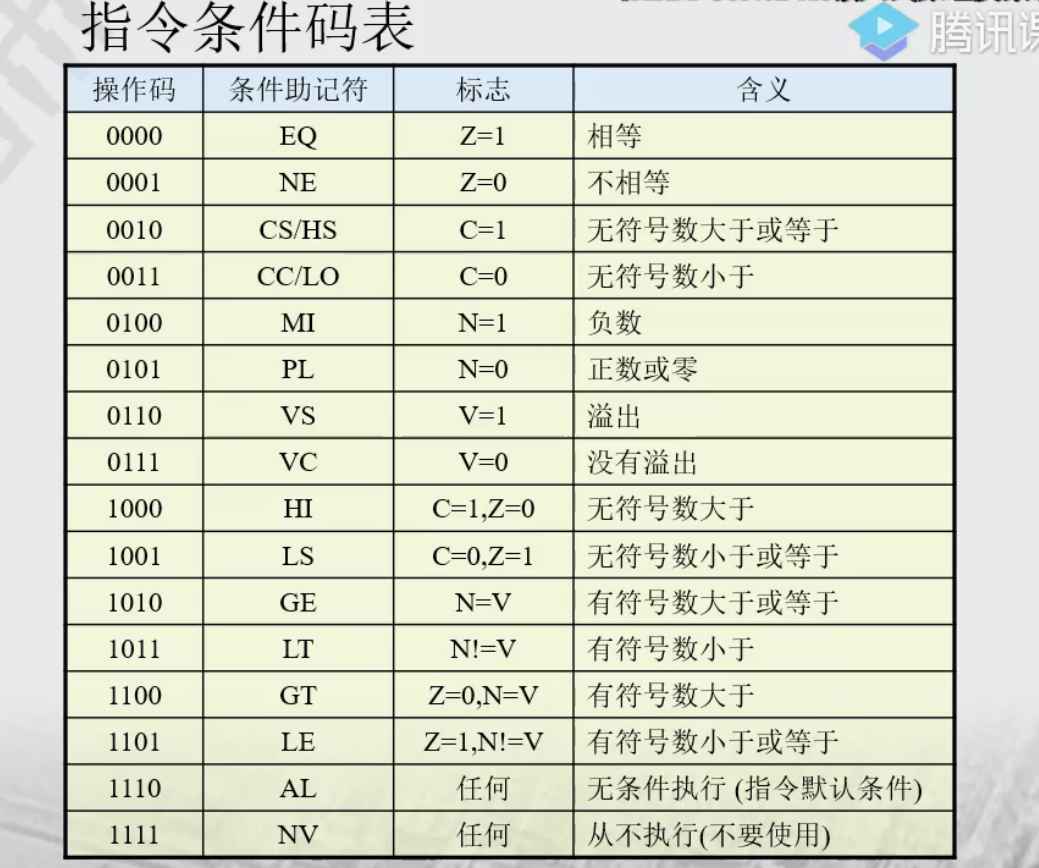 指令条件码表
腾讯课
操作码 条件助记符 标志 含义
0000 EQ Z=1 相等
0001 NE Z=0 不相等
0010 CS/HS C=1 无符号数大于或等于
0011 CC/LO C=0 无符号数小于
0100 MI N=1 负数
0101 PL N=0 正数或零
0110 VS V=1 溢出
0111 VC V=0 没有溢出
1000 HI C=1,Z=0 无符号数大于
1001 LS C=0,Z=1 无符号数小于或等于
1010 GE N=V 有符号数大于或等于
1011 LT N!=V 有符号数小于
1100 GT Z=0,N=V 有符号数大于
1101 LE Z=1,N!=V 有符号数小于或等于
1110 AL 任何 无条件执行 (指令默认条件)
1111 NV 任何 从不执行(不要使用)